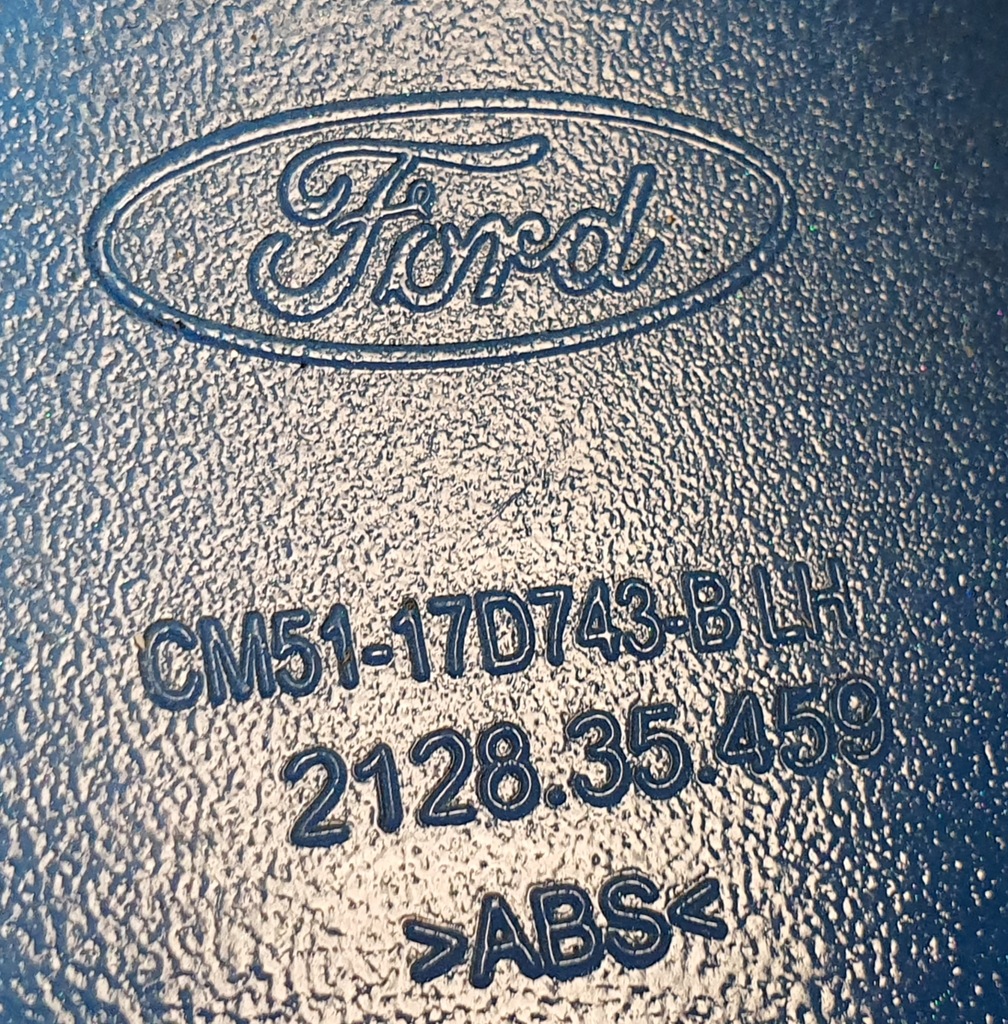 Ford
CM51-17D743-B LH
2128.35.459
>ABS<